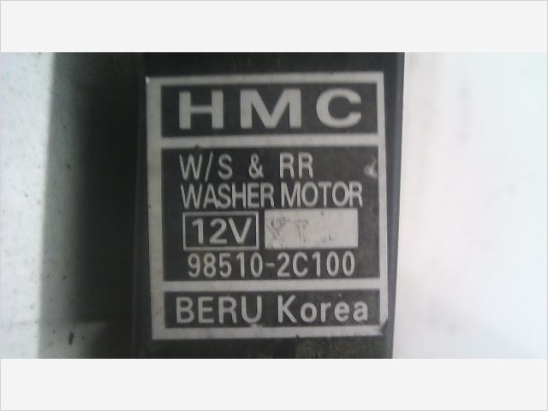 HMC
W/S & RR
WASHER MOTOR
12V
98510-2C100
BERU Korea